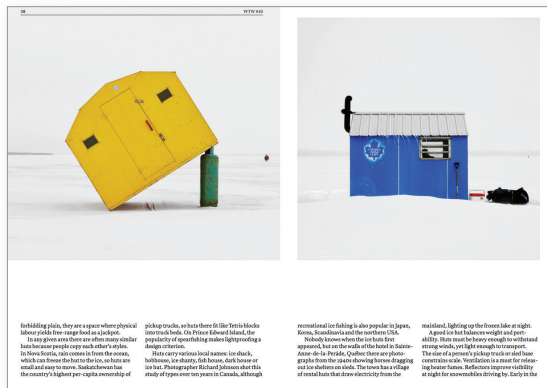 38
WTW #10
forbidding plain, they are a space where physical
labour yields free-range food as a jackpot.
In any given area there are often many similar
huts because people copy each other's styles.
In Nova Scotia, rain comes in from the ocean,
which can freeze the hut to the ice, so huts are
small and easy to move. Saskatchewan has
the country's highest per-capita ownership of
pickup trucks, so huts there fit like Tetris blocks
into truck beds. On Prince Edward Island, the
popularity of spearfishing makes lightproofing a
design criterion.
Huts carry various local names: ice shack,
bobhouse, ice shanty, fish house, dark house or
ice hut. Photographer Richard Johnson shot this
study of types over ten years in Canada, although
recreational ice fishing is also popular in Japan,
Korea, Scandinavia and the northern USA.
Nobody knows when the ice huts first
appeared, but on the walls of the hotel in Sainte-
Anne-de-la-Perade, Québec there are photo-
graphs from the 1940s showing horses dragging
out ice shelters on sleds. The town has a village
of rental huts that draw electricity from the
mainland, lighting up the frozen lake at night.
A good ice hut balances weight and port-
ability. Huts must be heavy enough to withstand
strong winds, yet light enough to transport.
The size of a person's pickup truck or sled base
constrains scale. Ventilation is a must for releas-
ing heater fumes. Reflectors improve visibility
at night for snowmobiles driving by. Early in the